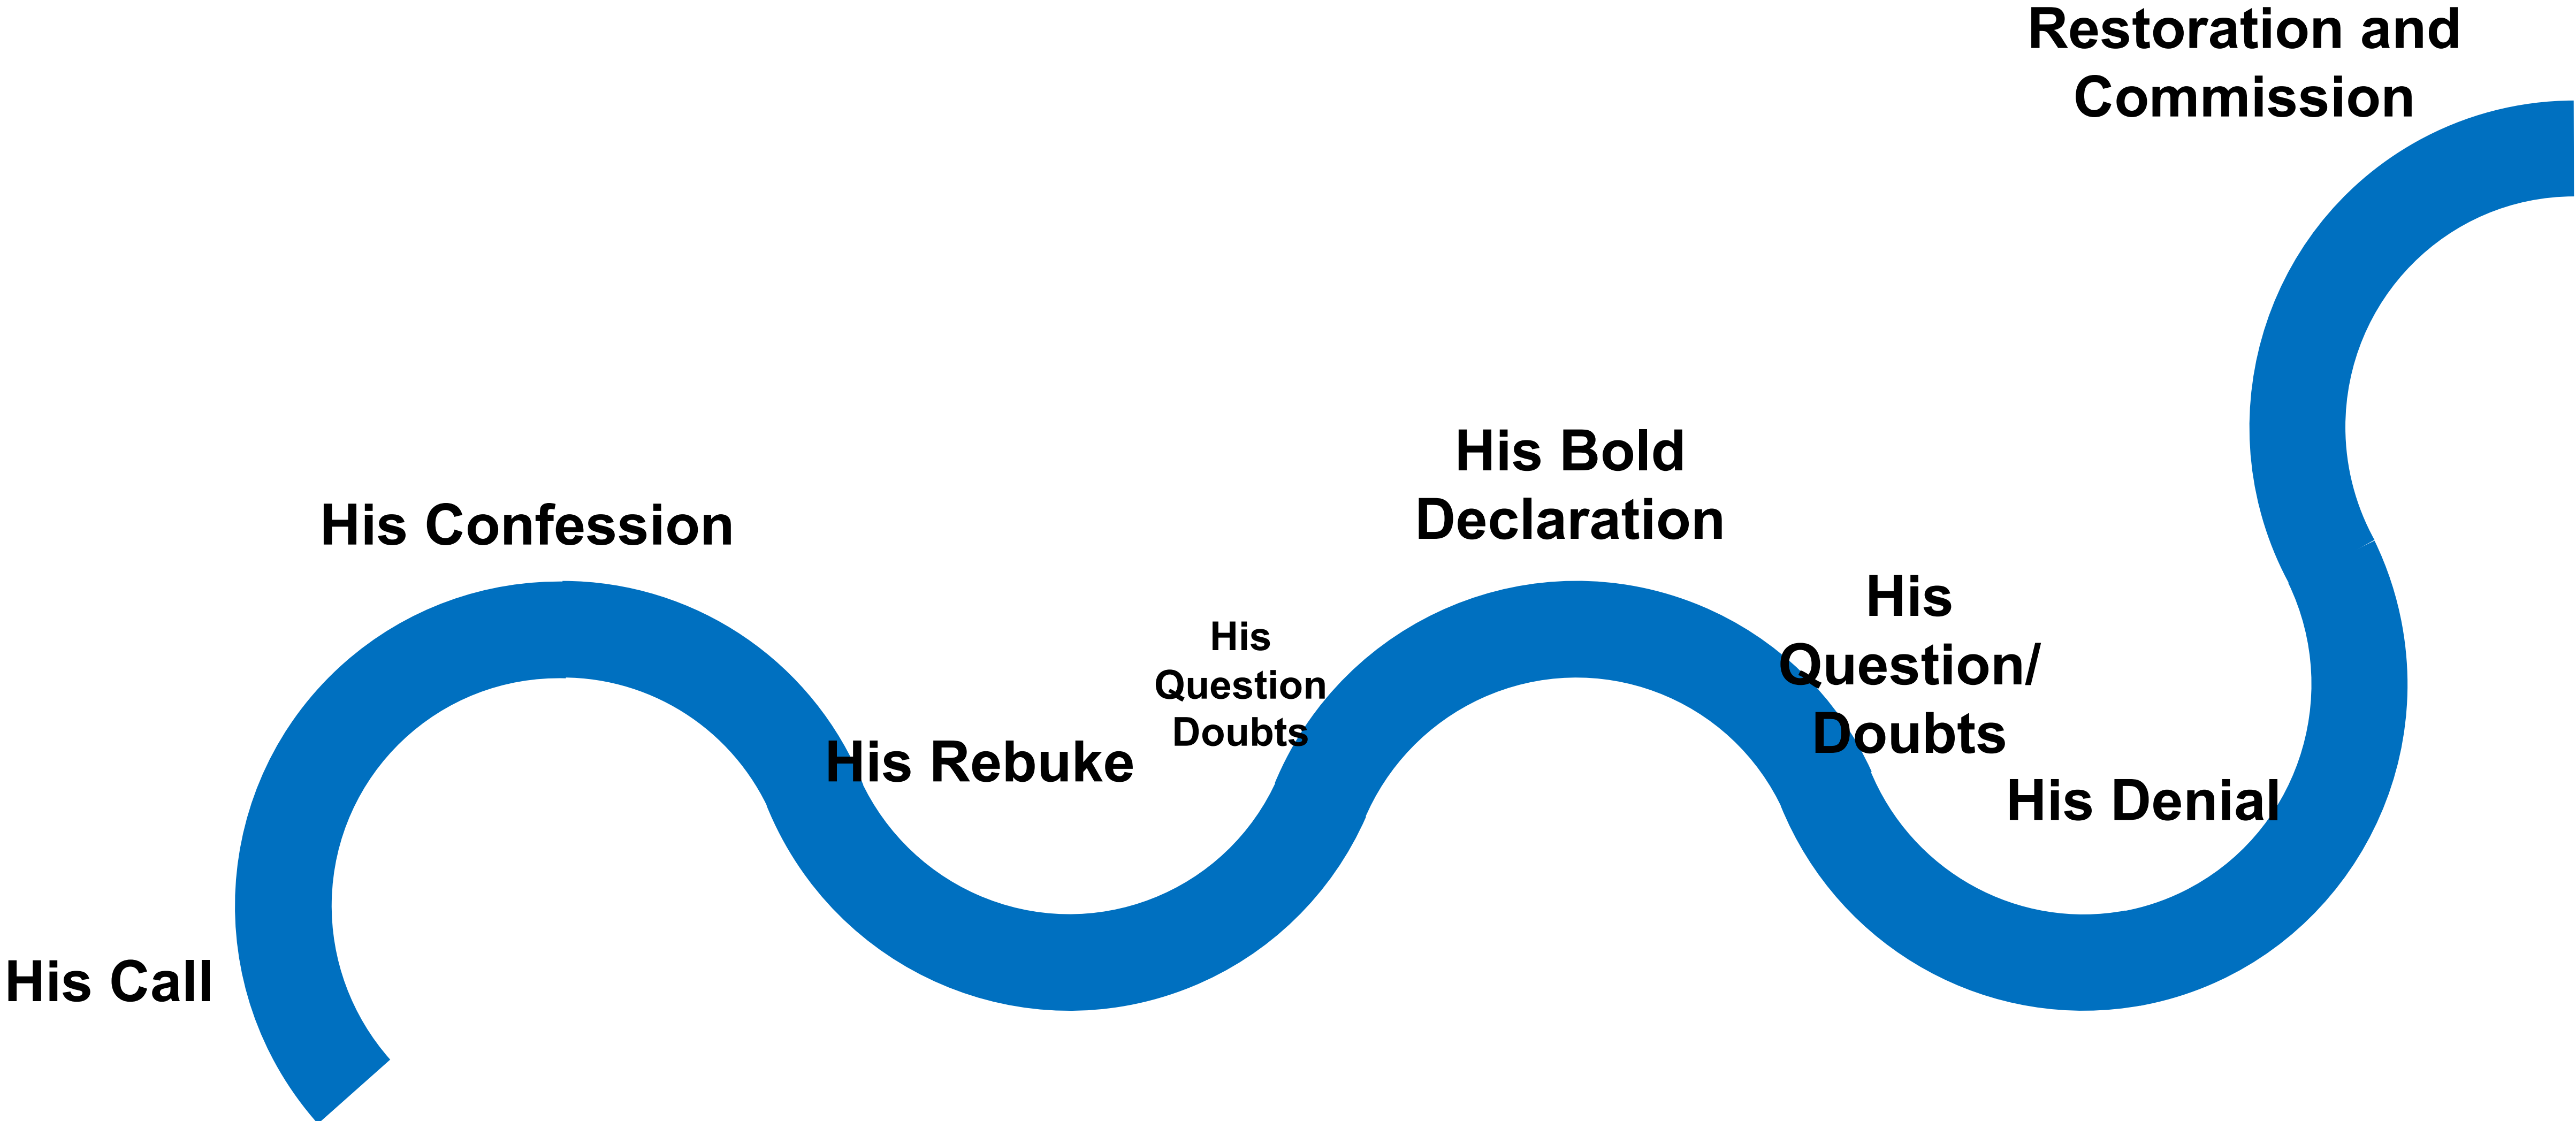 His Call
His Confession
His Rebuke
His
Question
Doubts
His Bold
Declaration
His
Question/
Doubts
His Denial
Restoration and
Commission